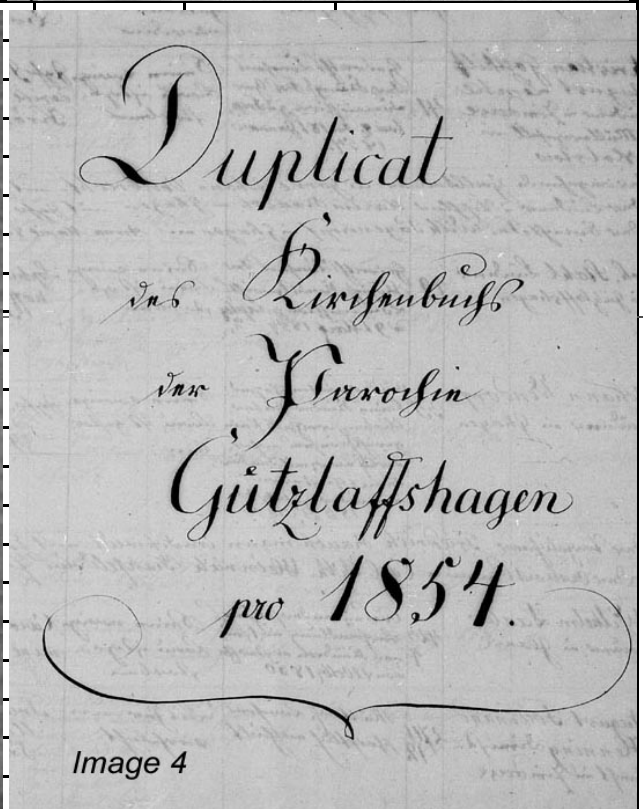 Duplicat
des Kirchenbuchs
der Parochie
Gützlaffshagen
pro 1854.
Image 4